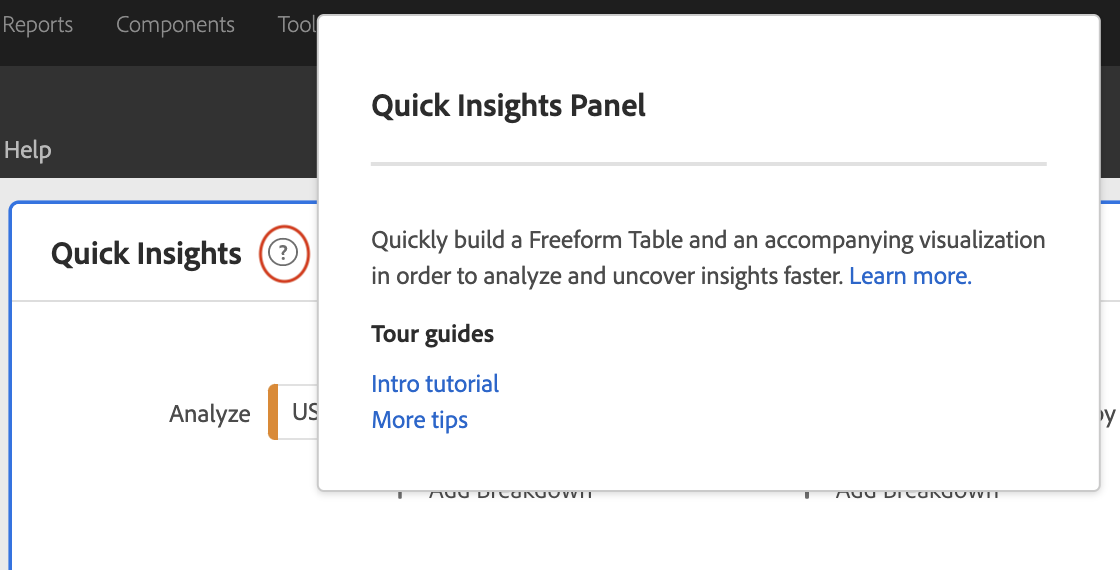 Reports Components
Help
Quick Insights Panel
Quickly build a Freeform Table and an accompanying visualization
in order to analyze and uncover insights faster. Learn more.
Tour guides
Intro tutorial
More tips
Quick Insights ?
Analyze US
Add Breakdown Add Breakdown